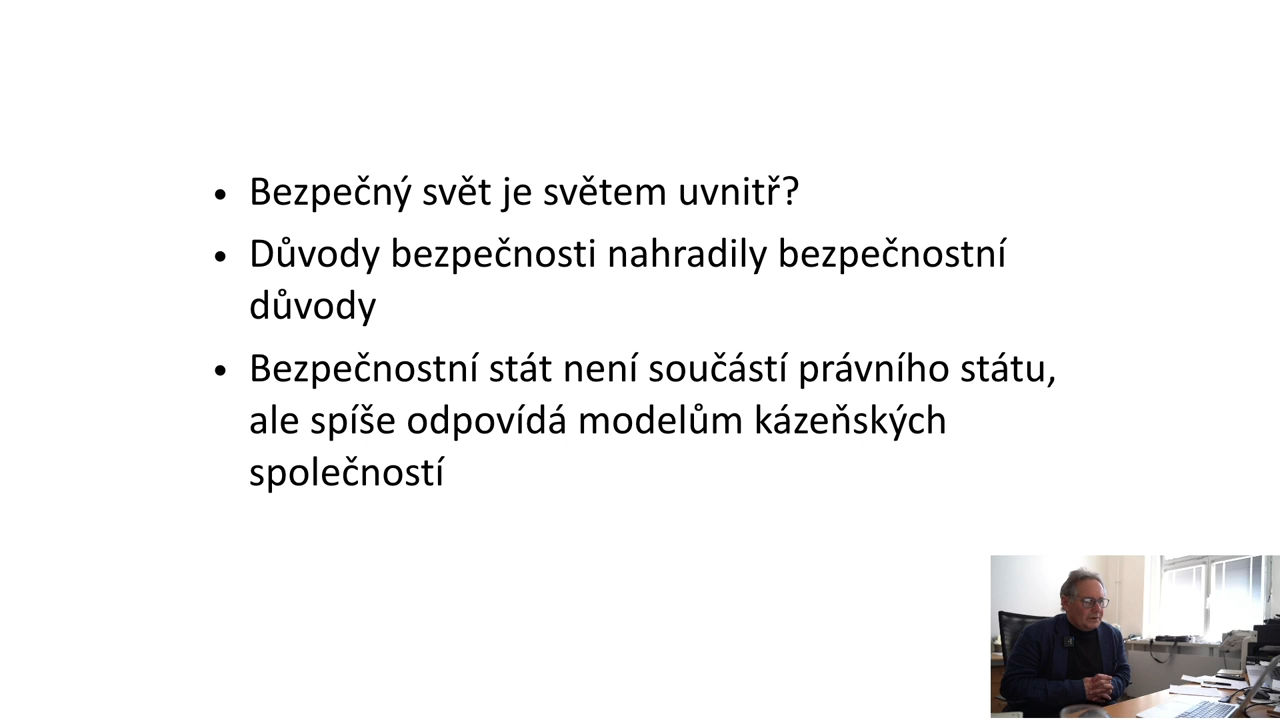 • Bezpečný svět je světem uvnitř?
• Důvody bezpečnosti nahradily bezpečnostní
důvody
• Bezpečnostní stát není součástí právního státu,
ale spíše odpovídá modelům kázeňských
společností